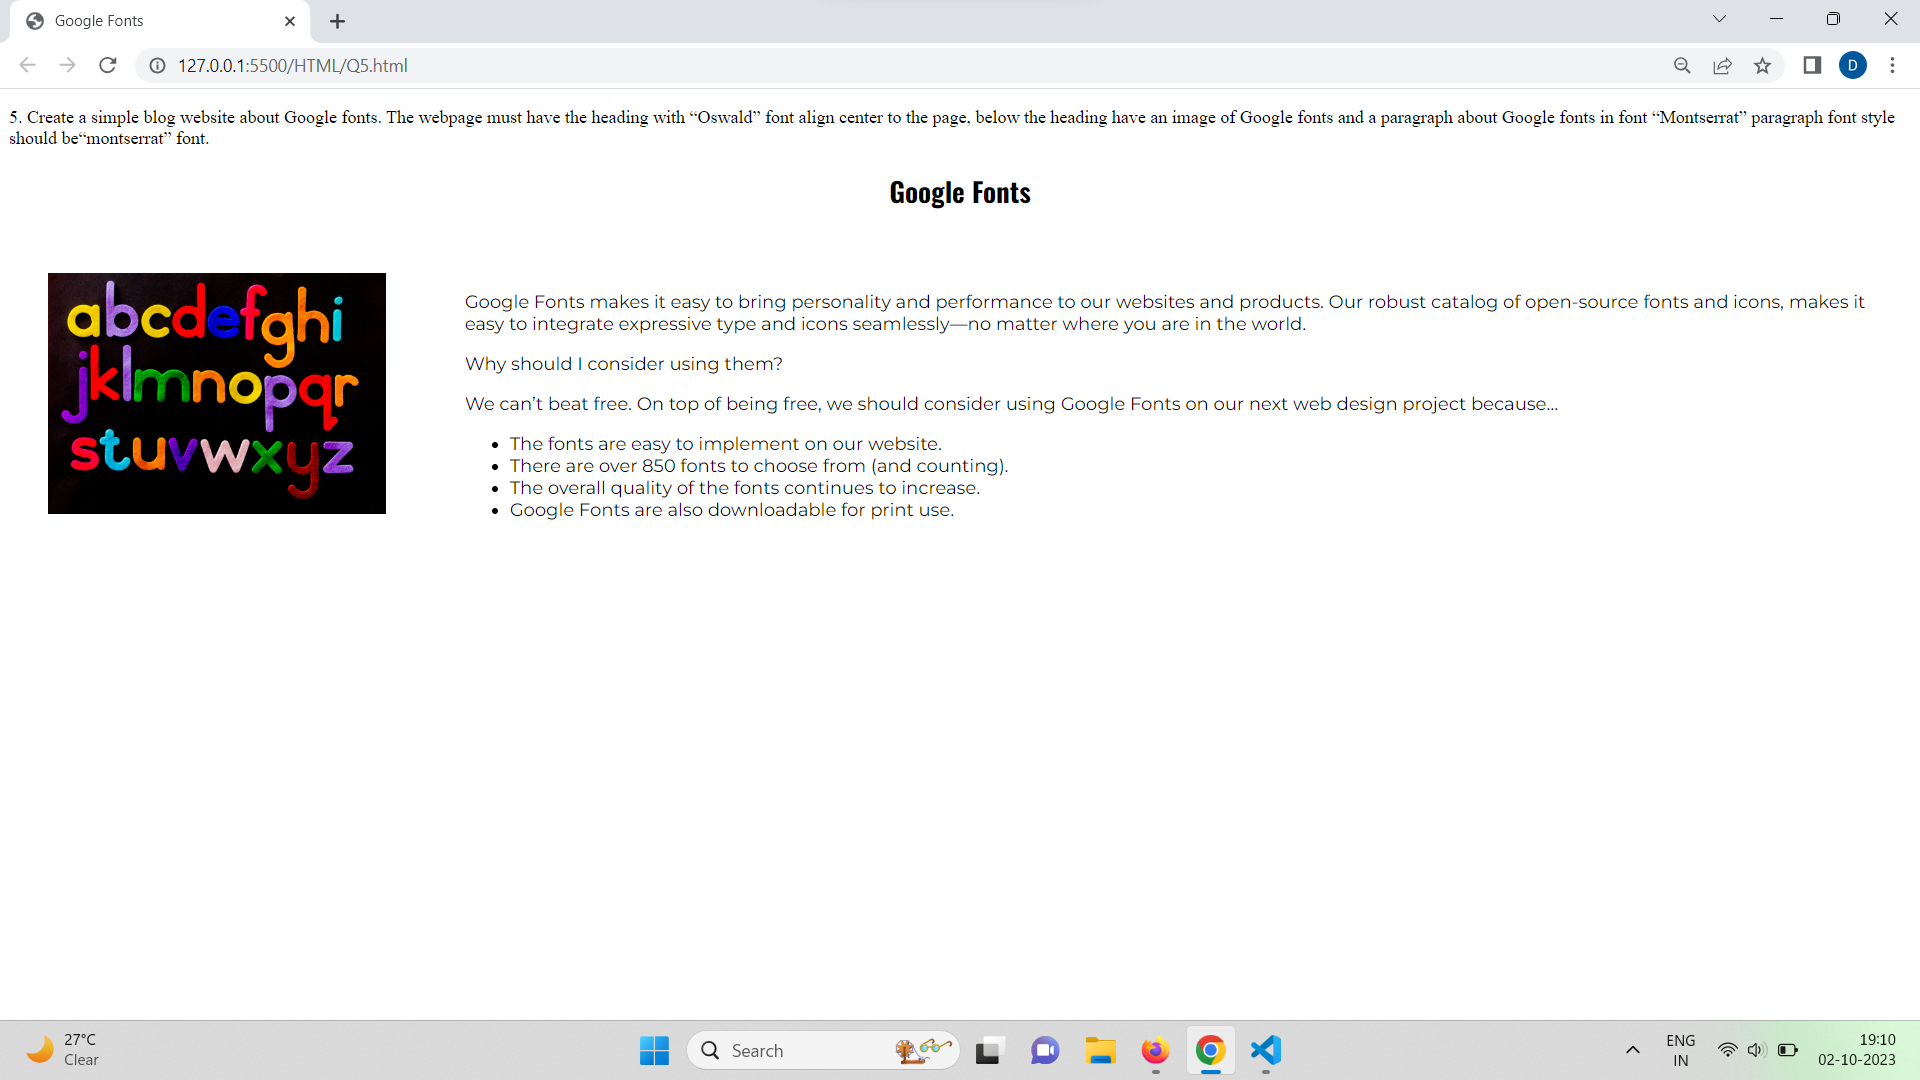 Google Fonts
127.0.0.1:5500/HTML/Q5.html
D
5. Create a simple blog website about Google fonts. The webpage must have the heading with “Oswald” font align center to the page, below the heading have an image of Google fonts and a paragraph about Google fonts in font “Montserrat” paragraph font style
should be“montserrat” font.
Google Fonts
abcdefghi
jklmnopqr
stuvwxyz
Google Fonts makes it easy to bring personality and performance to our websites and products. Our robust catalog of open-source fonts and icons, makes it
easy to integrate expressive type and icons seamlessly—no matter where you are in the world.
Why should I consider using them?
We can’t beat free. On top of being free, we should consider using Google Fonts on our next web design project because…
• The fonts are easy to implement on our website.
• There are over 850 fonts to choose from (and counting).
• The overall quality of the fonts continues to increase.
• Google Fonts are also downloadable for print use.
27°C
Clear
Search
ENG
IN
19:10
02-10-2023